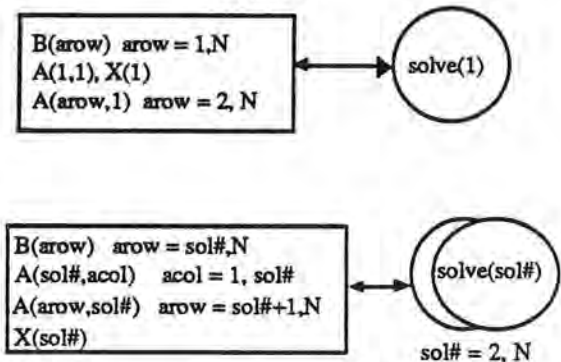 B(arow) arow = 1,N
A(1,1), X(1)
A(arow,1) arow = 2, N
solve(1)
B(arow) arow = sol#,N
A(sol#,acol) acol = 1, sol#
A(arow,sol#) arow = sol#+1,N
X(sol#)
solve(sol#)
sol# = 2, N